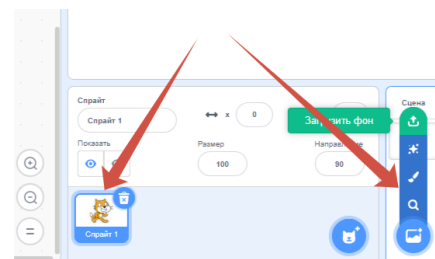 Спрайт
Сцена
Спрайт 1
x
0
Загрузить фон
Показать
Размер
Направление
100
90
Спрайт 1